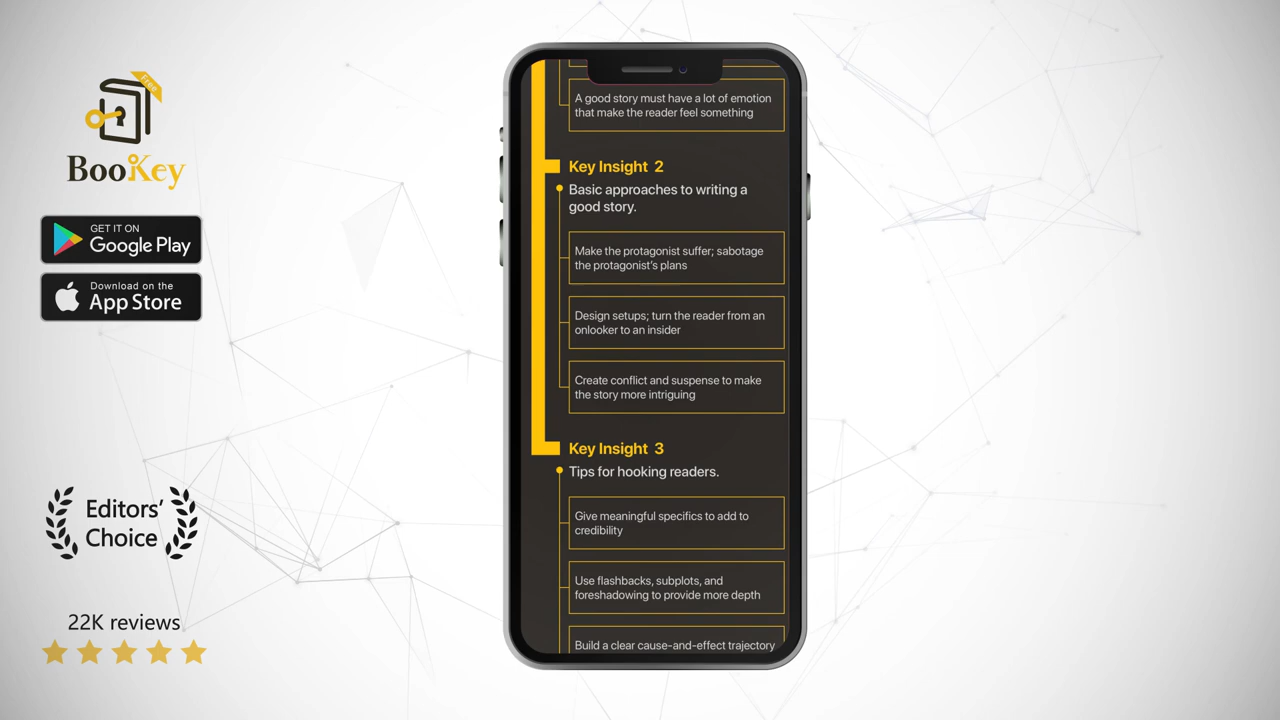 Free
BooKey
GET IT ON
Google Play
Download on the
App Store
Editors’
Choice
22K reviews
A good story must have a lot of emotion
that make the reader feel something
Key Insight 2
Basic approaches to writing a
good story.
Make the protagonist suffer; sabotage
the protagonist’s plans
Design setups; turn the reader from an
onlooker to an insider
Create conflict and suspense to make
the story more intriguing
Key Insight 3
Tips for hooking readers.
Give meaningful specifics to add to
credibility
Use flashbacks, subplots, and
foreshadowing to provide more depth
Build a clear cause-and-effect trajectory